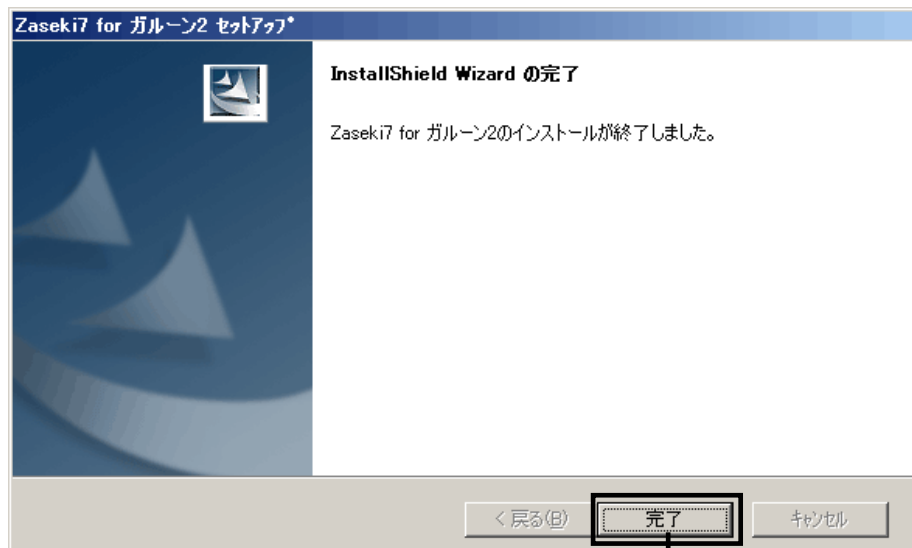 Zaseki7 for ガルーン2 ｾｯﾄｱｯﾌﾟ
InstallShield Wizard の完了
Zaseki7 for ガルーン2のインストールが終了しました。
< 戻る(B)
完了
ｷｬﾝｾﾙ